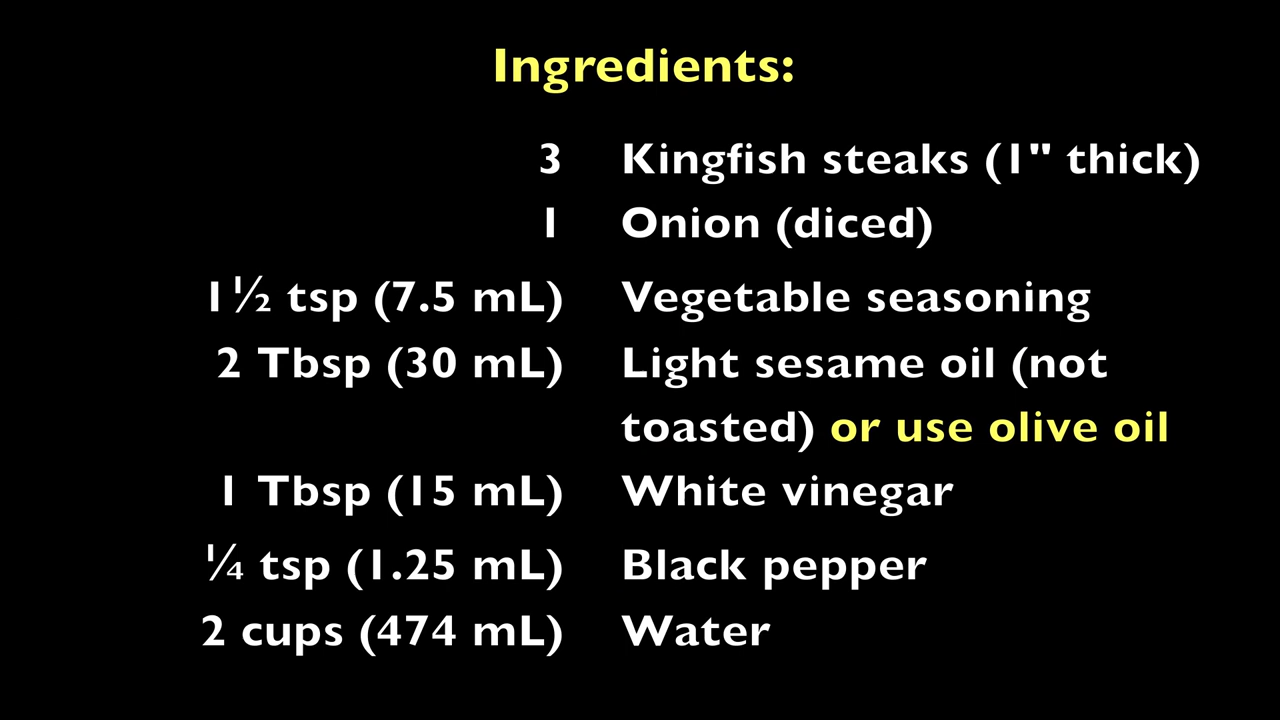 Ingredients:
3 Kingfish steaks (1" thick)
1 Onion (diced)
1½ tsp (7.5 mL) Vegetable seasoning
2 Tbsp (30 mL) Light sesame oil (not
toasted) or use olive oil
1 Tbsp (15 mL) White vinegar
¼ tsp (1.25 mL) Black pepper
2 cups (474 mL) Water